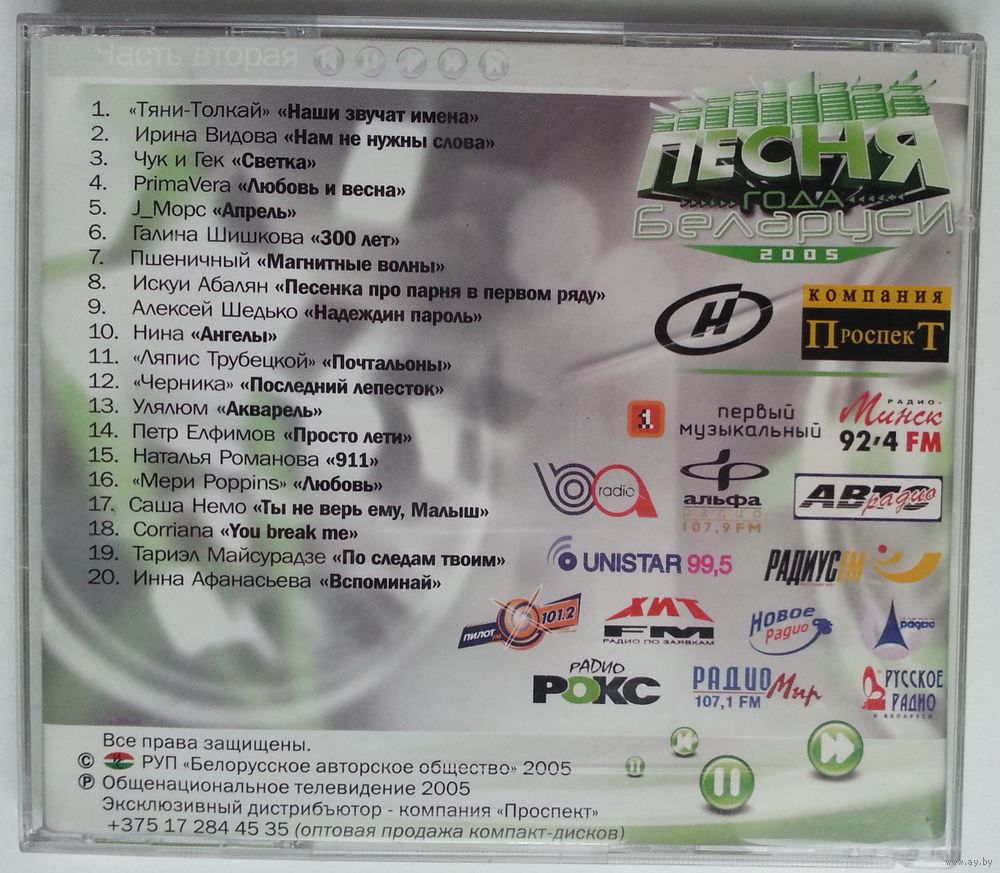 Часть вторая
1. «Тяни-Толкай» «Наши звучат имена»
2. Ирина Видова «Нам не нужны слова»
3. Чук и Гек «Светка»
4. PrimaVera «Любовь и весна»
5. J_Морс «Апрель»
6. Галина Шишкова «300 лет»
7. Пшеничный «Магнитные волны»
8. Искуи Абалян «Песенка про парня в первом ряду»
9. Алексей Шедько «Надеждин пароль»
10. Нина «Ангелы»
11. «Ляпис Трубецкой» «Почтальоны»
12. «Черника» «Последний лепесток»
13. Улялюм «Акварель»
14. Петр Елфимов «Просто лети»
15. Наталья Романова «911»
16. «Мери Poppins» «Любовь»
17. Саша Немо «Ты не верь ему, Малыш»
18. Corriana «You break me»
19. Тариэл Майсурадзе «По следам твоим»
20. Инна Афанасьева «Вспоминай»
ПЕСНЯ
ГОДА
БеларусИ
2005
Н
компания
ПроспекТ
1
первый
музыкальный
РАДИО-
Минск
92,4 FM
radio
альфа
радио
107,9 FM
АВТОрадио
UNISTAR 99,5
РАДИУСFM
ПИЛОТ FM
101.2
ХИТ
FM
РАДИО ПО ЗАЯВКАМ
Новое
Радио
радио
РАДИО
РОКС
РАДИО Мир
107,1 FM
РУССКОЕ
РАДИО
В БЕЛАРУСИ
Все права защищены.
© РУП «Белорусское авторское общество» 2005
℗ Общенациональное телевидение 2005
Эксклюзивный дистрибъютор - компания «Проспект»
+375 17 284 45 35 (оптовая продажа компакт-дисков)
www.ay.by